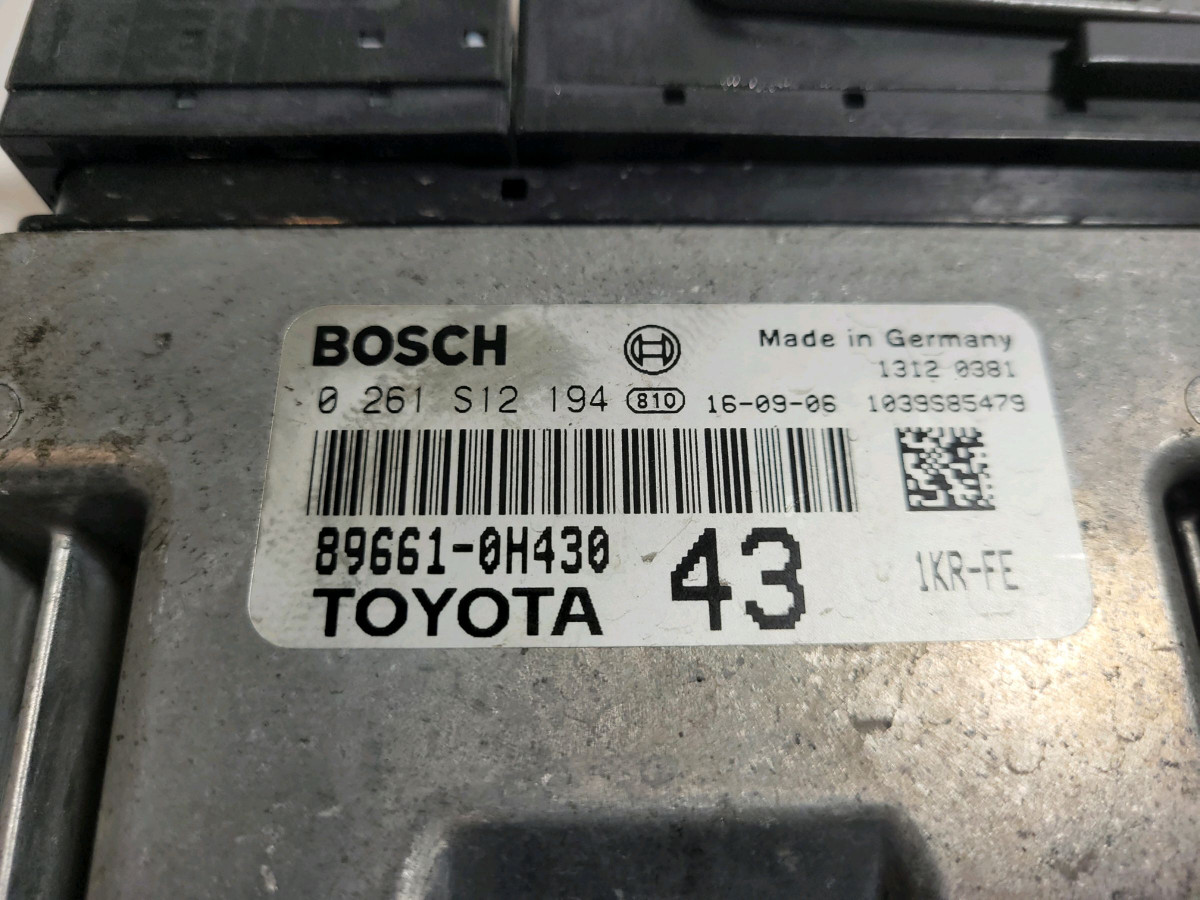 BOSCH
Made in Germany
1312 0381
0 261 S12 194 810 16-09-06 1039S85479
89661-0H430 43 1KR-FE
TOYOTA